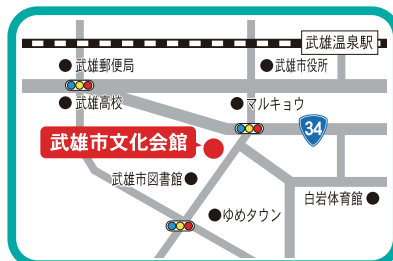 武雄温泉駅
武雄郵便局
武雄市役所
武雄高校
マルキョウ
34
武雄市文化会館
武雄市図書館
白岩体育館
ゆめタウン